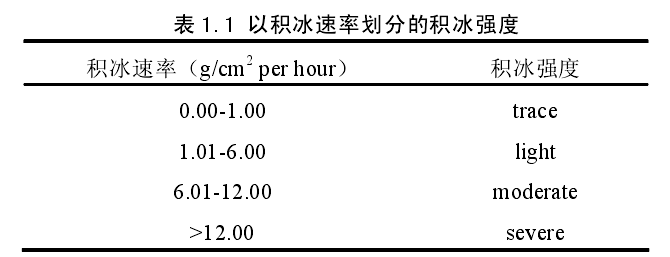 表1.1 以积冰速率划分的积冰强度
积冰速率（g/cm² per hour） 积冰强度
0.00-1.00 trace
1.01-6.00 light
6.01-12.00 moderate
>12.00 severe